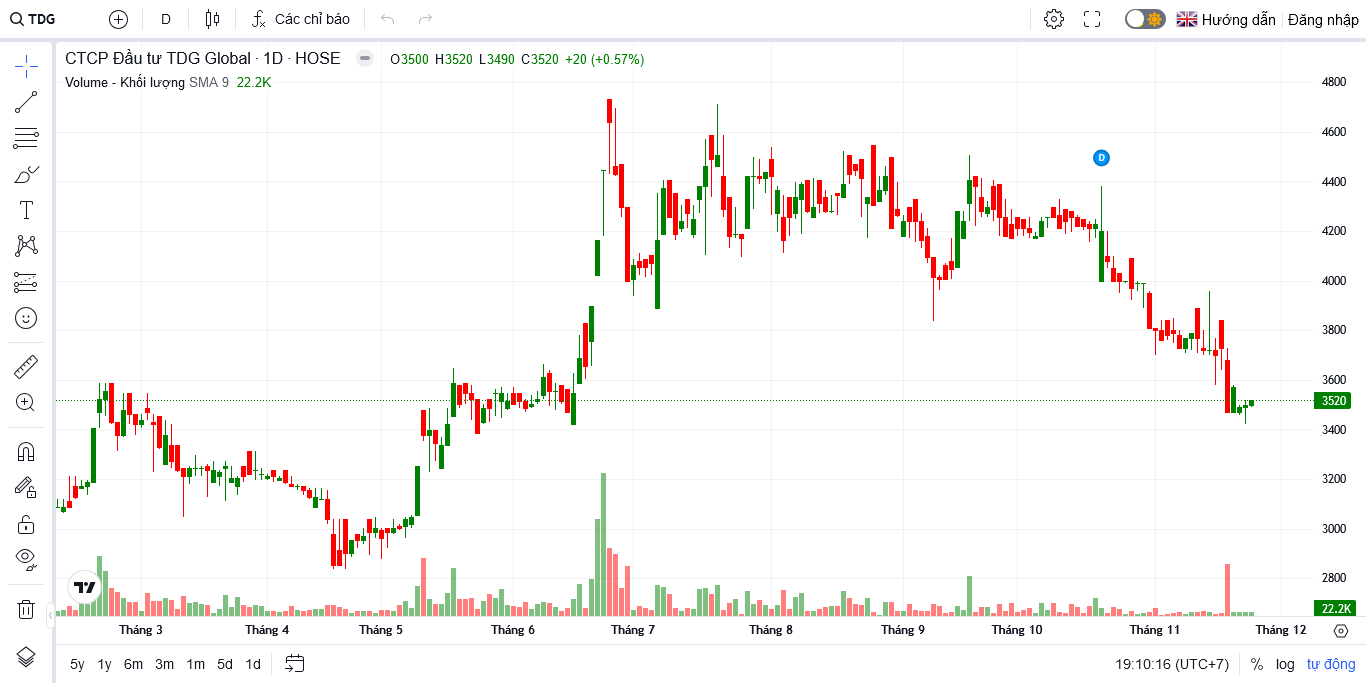 TDG D Các chỉ báo Hướng dẫn Đăng nhập
CTCP Đầu tư TDG Global · 1D · HOSE O3500 H3520 L3490 C3520 +20 (+0.57%)
Volume - Khối lượng SMA 9 22.2K
4800
4600
D
4400
4200
4000
3800
3600
3520
3400
3200
3000
2800
22.2K
Tháng 3 Tháng 4 Tháng 5 Tháng 6 Tháng 7 Tháng 8 Tháng 9 Tháng 10 Tháng 11 Tháng 12
5y 1y 6m 3m 1m 5d 1d 19:10:16 (UTC+7) % log tự động